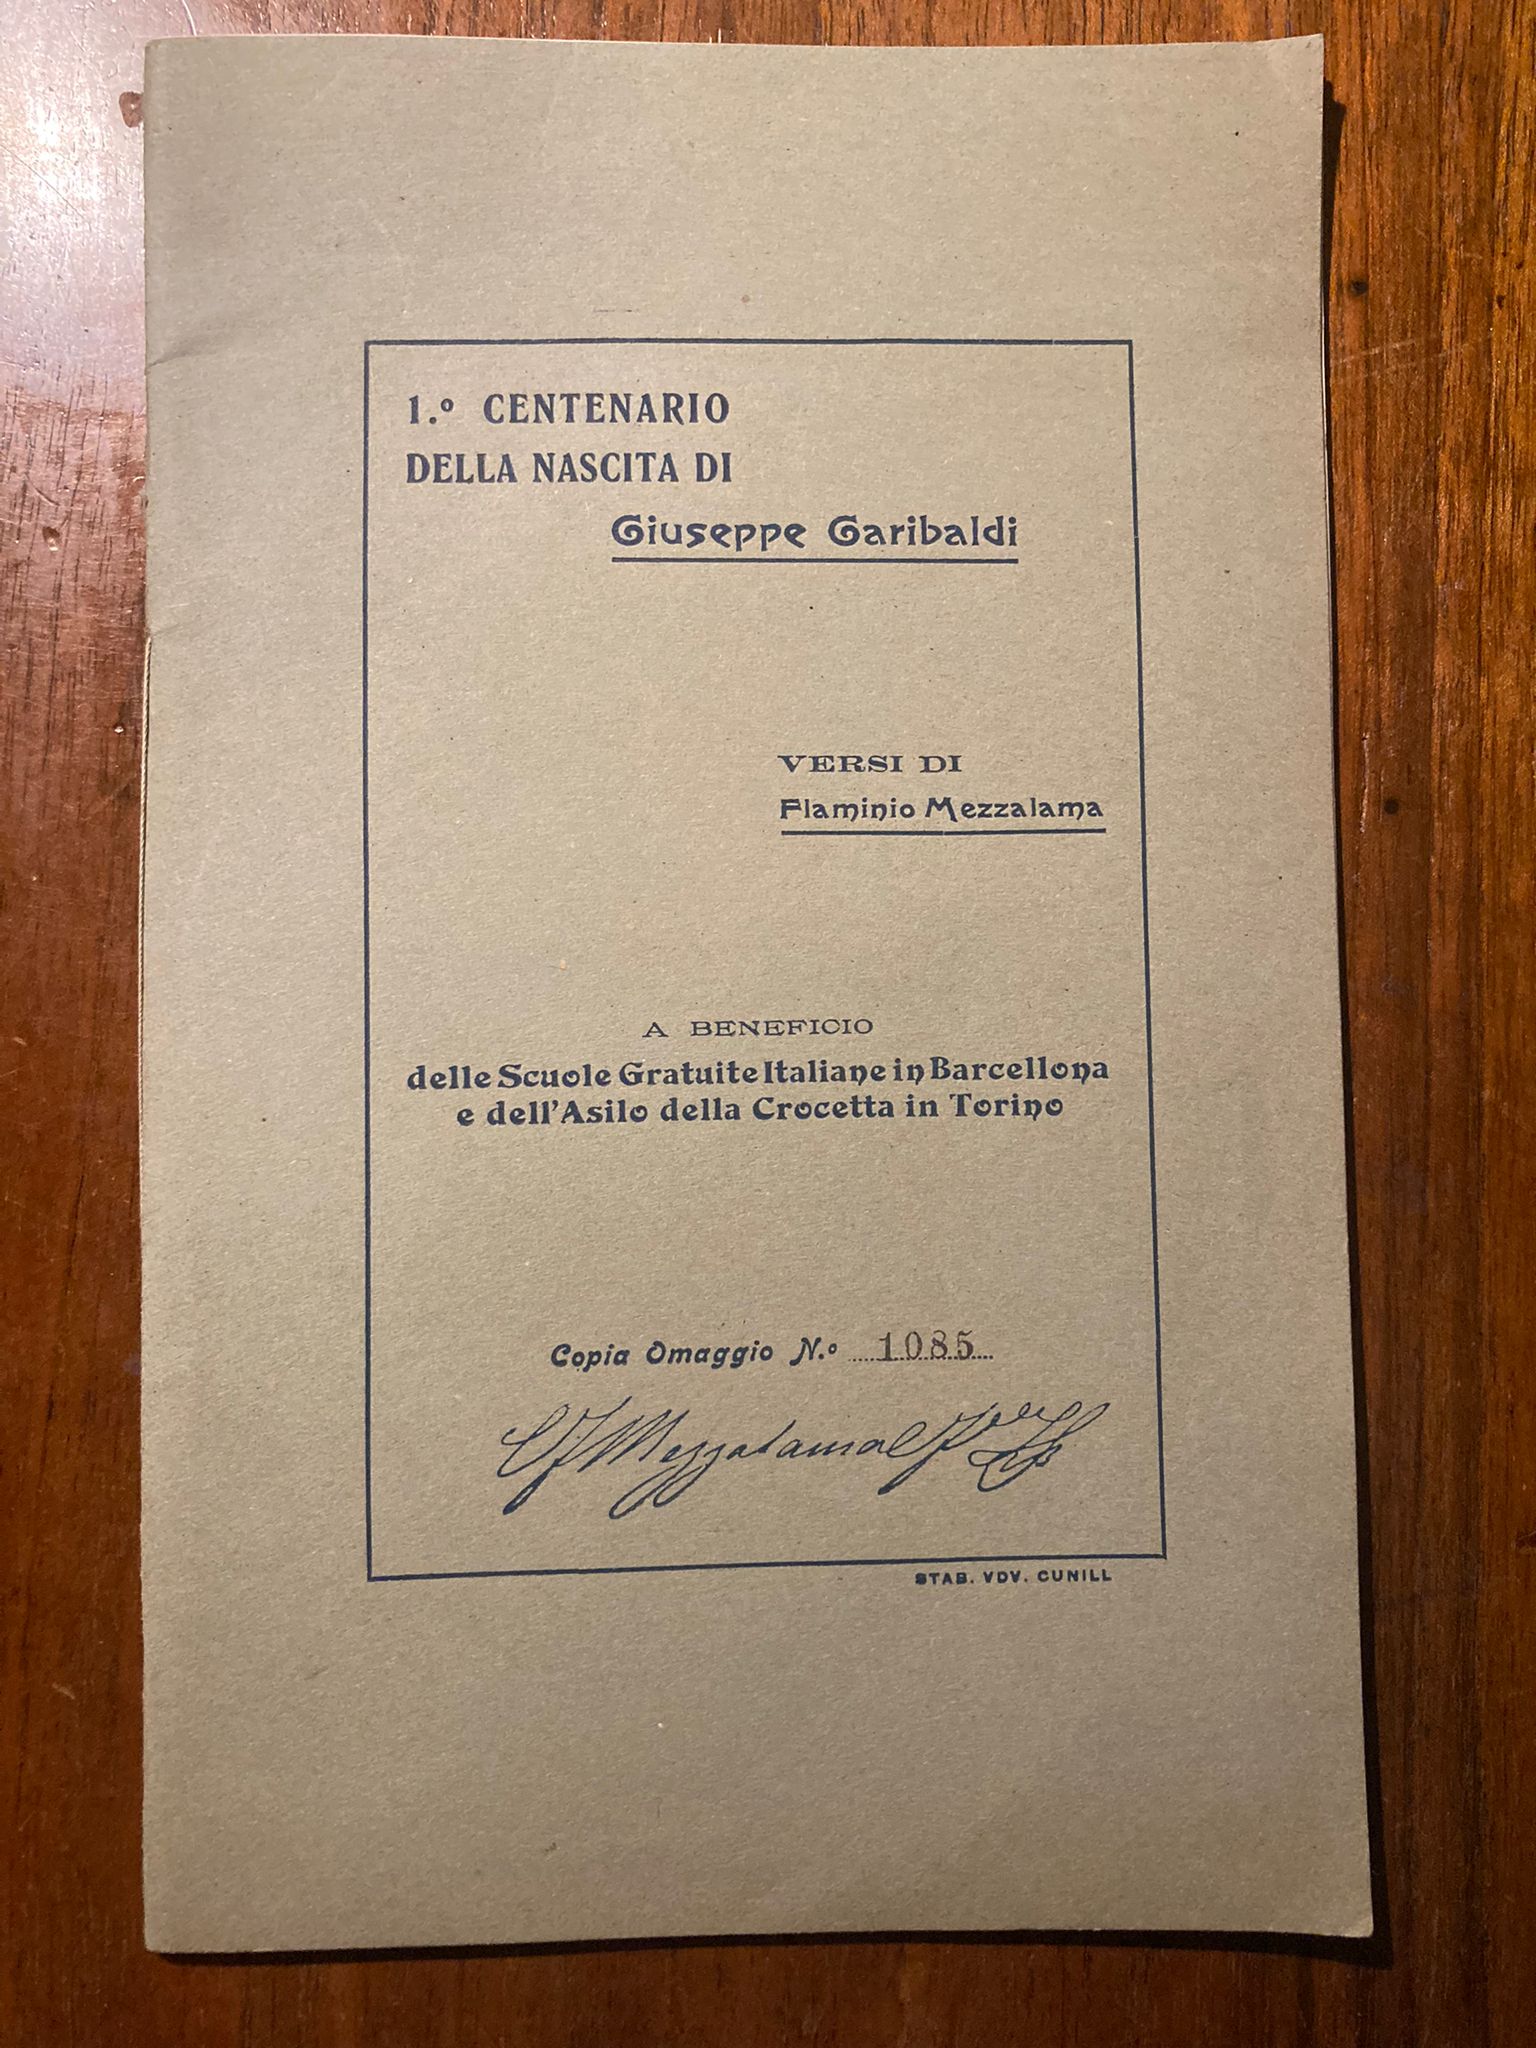 1.º CENTENARIO
DELLA NASCITA DI
Giuseppe Garibaldi
VERSI DI
Flaminio Mezzalama
A BENEFICIO
delle Scuole Gratuite Italiane in Barcellona
e dell'Asilo della Crocetta in Torino
Copia Omaggio N.º 1085
Mezzalama
STAB. VDV. CUNILL